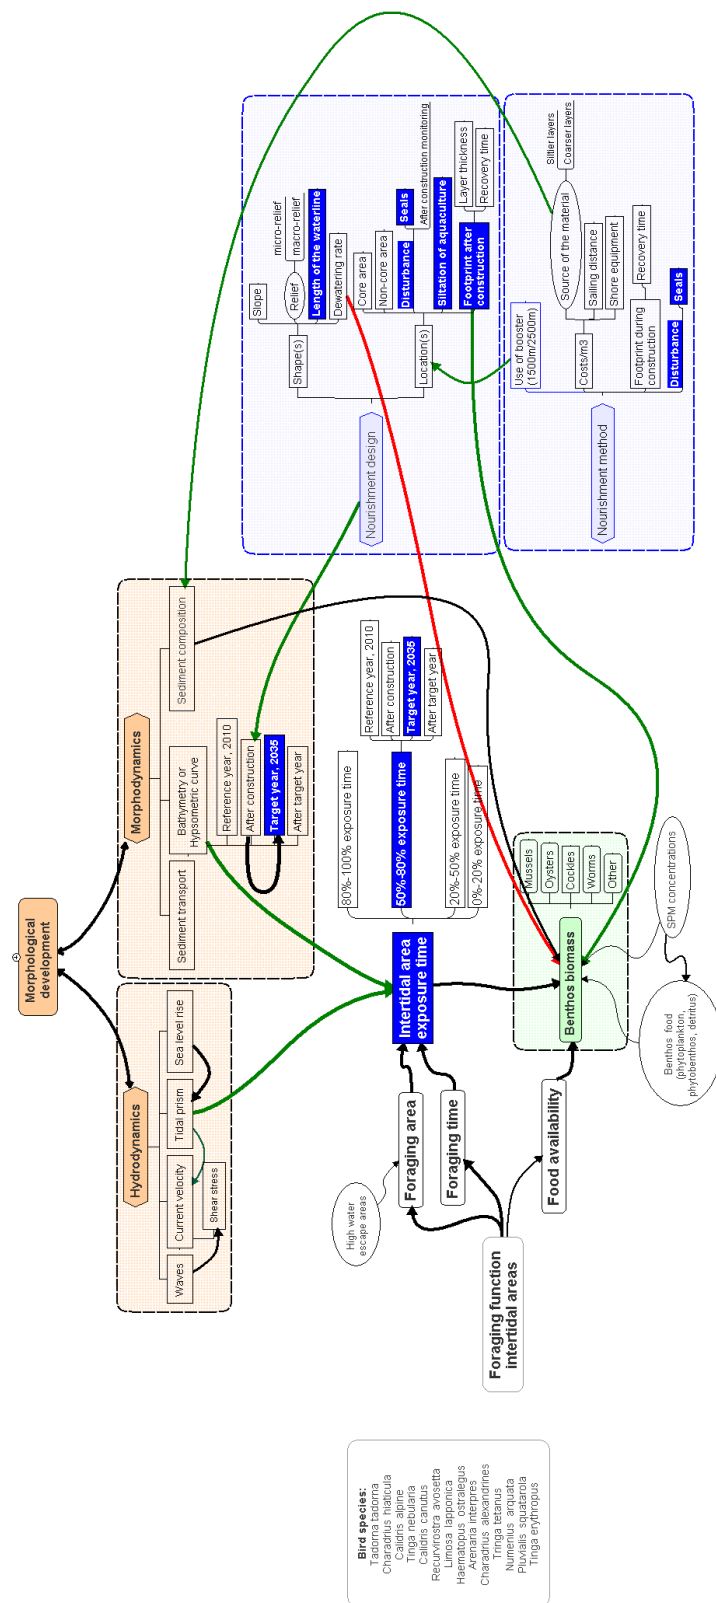 Morphological
development
Hydrodynamics
Waves
Current velocity
Shear stress
Tidal prism
Sea level rise
Morphodynamics
Sediment transport
Bathymetry or
Hypsometric curve
Reference year, 2010
After construction
Target year, 2035
After target year
Sediment composition
Nourishment design
Shape(s)
Slope
Relief
micro-relief
macro-relief
Length of the waterline
Dewatering rate
Location(s)
Core area
Non-core area
Disturbance
Seals
After construction monitoring
Siltation of aquaculture
Footprint after
construction
Layer thickness
Recovery time
Nourishment method
Use of booster
(1500m/2500m)
Costs/m3
Source of the material
Siltier layers
Coarser layers
Sailing distance
Shore equipment
Footprint during
construction
Recovery time
Disturbance
Seals
Intertidal area
exposure time
80%-100% exposure time
50%-80% exposure time
Reference year, 2010
After construction
Target year, 2035
After target year
20%-50% exposure time
0%-20% exposure time
High water
escape areas
Foraging area
Foraging time
Food availability
Foraging function
intertidal areas
Benthos biomass
Mussels
Oysters
Cockles
Worms
Other
SPM concentrations
Benthos food
(phytoplankton,
phytobenthos, detritus)
Bird species:
Tadorna tadorna
Charadrius hiaticula
Calidris alpine
Tinga nebularia
Calidris canutus
Recurvirostra avosetta
Limosa lapponica
Haematopus ostralegus
Arenaria interpres
Charadrius alexandrines
Tringa tetanus
Numenius arquata
Pluvialis squatarola
Tinga erythropus